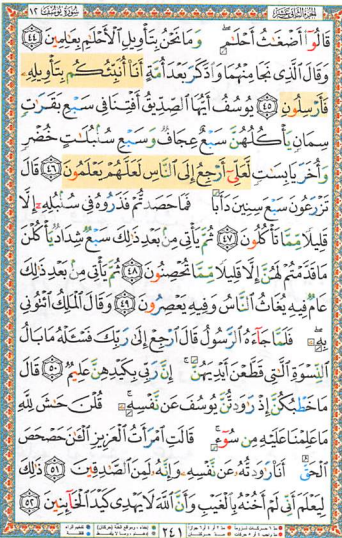 الجزء الثاني عشر سورة يوسف ١٢
قَالُوٓا۟ أَضْغَٰثُ أَحْلَٰمٍ ۖ وَمَا نَحْنُ بِتَأْوِيلِ ٱلْأَحْلَٰمِ بِعَٰلِمِينَ ٤٤
وَقَالَ ٱلَّذِى نَجَا مِنْهُمَا وَٱدَّكَرَ بَعْدَ أُمَّةٍ أَنَا۠ أُنَبِّئُكُم بِتَأْوِيلِهِۦ
فَأَرْسِلُونِ ٤٥ يُوسُفُ أَيُّهَا ٱلصِّدِّيقُ أَفْتِنَا فِى سَبْعِ بَقَرَٰتٍ
سِمَانٍ يَأْكُلُهُنَّ سَبْعٌ عِجَافٌ وَسَبْعِ سُنۢبُلَٰتٍ خُضْرٍ
وَأُخَرَ يَابِسَٰتٍ لَّعَلِّىٓ أَرْجِعُ إِلَى ٱلنَّاسِ لَعَلَّهُمْ يَعْلَمُونَ ٤٦ قَالَ
تَزْرَعُونَ سَبْعَ سِنِينَ دَأَبًا فَمَا حَصَدتُّمْ فَذَرُوهُ فِى سُنۢبُلِهِۦٓ إِلَّا
قَلِيلًا مِّمَّا تَأْكُلُونَ ٤٧ ثُمَّ يَأْتِى مِنۢ بَعْدِ ذَٰلِكَ سَبْعٌ شِدَادٌ يَأْكُلْنَ
مَا قَدَّمْتُمْ لَهُنَّ إِلَّا قَلِيلًا مِّمَّا تُحْصِنُونَ ٤٨ ثُمَّ يَأْتِى مِنۢ بَعْدِ ذَٰلِكَ
عَامٌ فِيهِ يُغَاثُ ٱلنَّاسُ وَفِيهِ يَعْصِرُونَ ٤٩ وَقَالَ ٱلْمَلِكُ ٱئْتُونِى
بِهِۦ ۖ فَلَمَّا جَآءَهُ ٱلرَّسُولُ قَالَ ٱرْجِعْ إِلَىٰ رَبِّكَ فَسْـَٔلْهُ مَا بَالُ
ٱلنِّسْوَةِ ٱلَّٰتِى قَطَّعْنَ أَيْدِيَهُنَّ ۚ إِنَّ رَبِّى بِكَيْدِهِنَّ عَلِيمٌ ٥٠ قَالَ
مَا خَطْبُكُنَّ إِذْ رَٰوَدتُّنَّ يُوسُفَ عَن نَّفْسِهِۦ ۚ قُلْنَ حَٰشَ لِلَّهِ
مَا عَلِمْنَا عَلَيْهِ مِن سُوٓءٍ ۚ قَالَتِ ٱمْرَأَتُ ٱلْعَزِيزِ ٱلْـَٰٔنَ حَصْحَصَ
ٱلْحَقُّ أَنَا۠ رَٰوَدتُّهُۥ عَن نَّفْسِهِۦ وَإِنَّهُۥ لَمِنَ ٱلصَّٰدِقِينَ ٥١ ذَٰلِكَ
لِيَعْلَمَ أَنِّى لَمْ أَخُنْهُ بِٱلْغَيْبِ وَأَنَّ ٱللَّهَ لَا يَهْدِى كَيْدَ ٱلْخَآئِنِينَ ٥٢
٢٤١